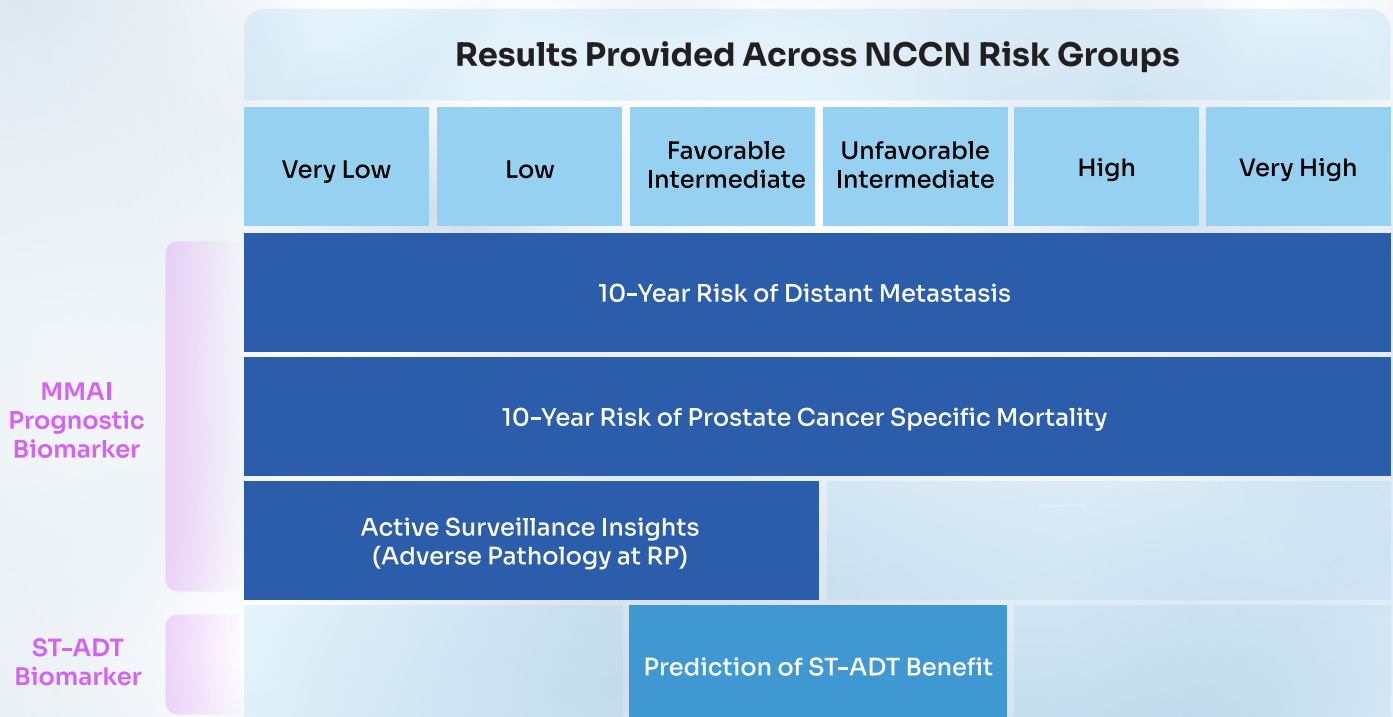 Results Provided Across NCCN Risk Groups
Very Low
Low
Favorable
Intermediate
Unfavorable
Intermediate
High
Very High
MMAI
Prognostic
Biomarker
10-Year Risk of Distant Metastasis
10-Year Risk of Prostate Cancer Specific Mortality
Active Surveillance Insights
(Adverse Pathology at RP)
ST-ADT
Biomarker
Prediction of ST-ADT Benefit